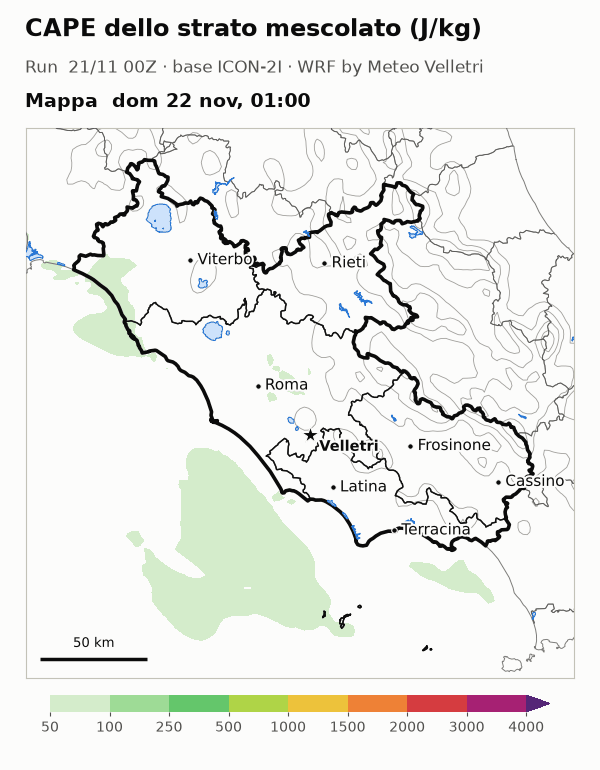 CAPE dello strato mescolato (J/kg)
Run 21/11 00Z · base ICON-2I · WRF by Meteo Velletri
Mappa dom 22 nov, 01:00
Viterbo
Rieti
Roma
Velletri
Frosinone
Cassino
Latina
Terracina
50 km
50 100 250 500 1000 1500 2000 3000 4000